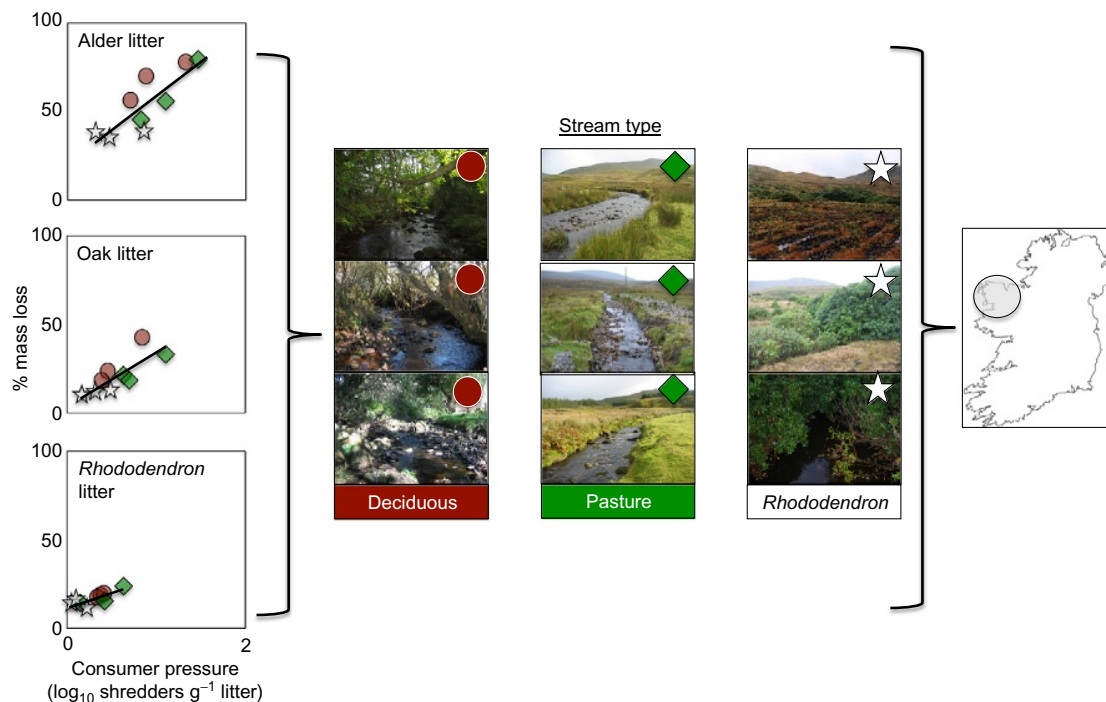 100
Alder litter
50
0
100
Oak litter
% mass loss
50
0
100
Rhododendron
litter
50
0
0
2
Consumer pressure
(log₁₀ shredders g⁻¹ litter)
Stream type
Deciduous
Pasture
Rhododendron